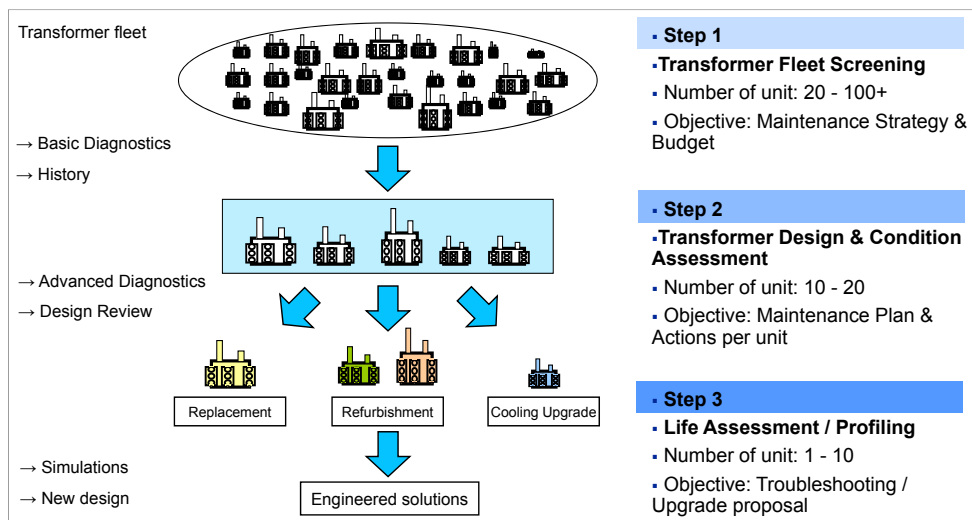 Transformer fleet
→ Basic Diagnostics
→ History
→ Advanced Diagnostics
→ Design Review
Replacement
Refurbishment
Cooling Upgrade
→ Simulations
→ New design
Engineered solutions
▪ Step 1
▪Transformer Fleet Screening
▪ Number of unit: 20 - 100+
▪ Objective: Maintenance Strategy &
Budget
▪ Step 2
▪Transformer Design & Condition
Assessment
▪ Number of unit: 10 - 20
▪ Objective: Maintenance Plan &
Actions per unit
▪ Step 3
▪ Life Assessment / Profiling
▪ Number of unit: 1 - 10
▪ Objective: Troubleshooting /
Upgrade proposal